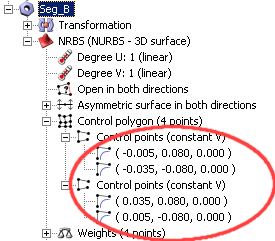 Seg_B
Transformation
NRBS (NURBS - 3D surface)
Degree U: 1 (linear)
Degree V: 1 (linear)
Open in both directions
Asymmetric surface in both directions
Control polygon (4 points)
Control points (constant V)
( -0.005, 0.080, 0.000 )
( -0.035, -0.080, 0.000 )
Control points (constant V)
( 0.035, 0.080, 0.000 )
( 0.005, -0.080, 0.000 )
Weights (4 points)